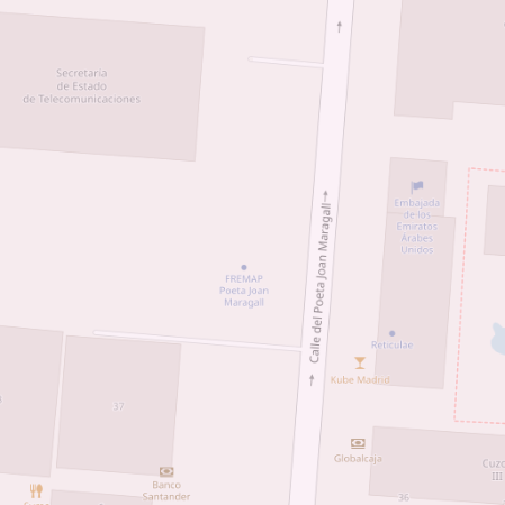 Secretaría
de Estado
de Telecomunicaciones
Embajada
de los
Emiratos
Árabes
Unidos
FREMAP
Poeta Joan
Maragall
Calle del Poeta Joan Maragall
Reticulae
Kube Madrid
37
Globalcaja
Banco
Santander
Cuzco
III
36